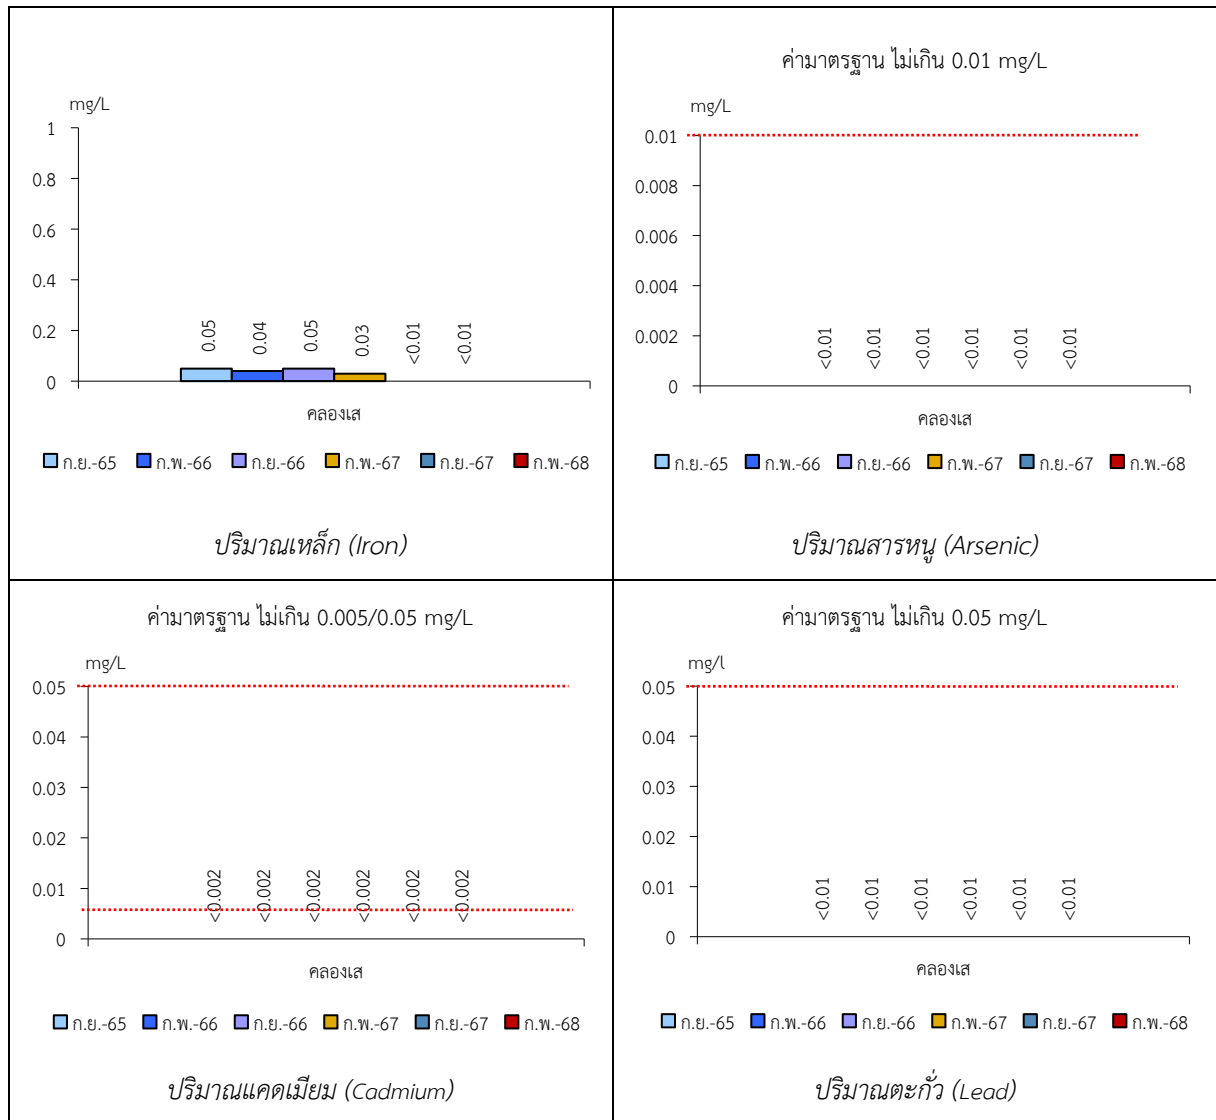 mg/L
1
0.8
0.6
0.4
0.2
0
0.05
0.04
0.05
0.03
<0.01
<0.01
คลองเส
ก.ย.-65 ก.พ.-66 ก.ย.-66 ก.พ.-67 ก.ย.-67 ก.พ.-68
ปริมาณเหล็ก (Iron)
ค่ามาตรฐาน ไม่เกิน 0.01 mg/L
mg/L
0.01
0.008
0.006
0.004
0.002
0
<0.01
<0.01
<0.01
<0.01
<0.01
<0.01
คลองเส
ก.ย.-65 ก.พ.-66 ก.ย.-66 ก.พ.-67 ก.ย.-67 ก.พ.-68
ปริมาณสารหนู (Arsenic)
ค่ามาตรฐาน ไม่เกิน 0.005/0.05 mg/L
mg/L
0.05
0.04
0.03
0.02
0.01
0
<0.002
<0.002
<0.002
<0.002
<0.002
<0.002
คลองเส
ก.ย.-65 ก.พ.-66 ก.ย.-66 ก.พ.-67 ก.ย.-67 ก.พ.-68
ปริมาณแคดเมียม (Cadmium)
ค่ามาตรฐาน ไม่เกิน 0.05 mg/L
mg/l
0.05
0.04
0.03
0.02
0.01
0
<0.01
<0.01
<0.01
<0.01
<0.01
<0.01
คลองเส
ก.ย.-65 ก.พ.-66 ก.ย.-66 ก.พ.-67 ก.ย.-67 ก.พ.-68
ปริมาณตะกั่ว (Lead)